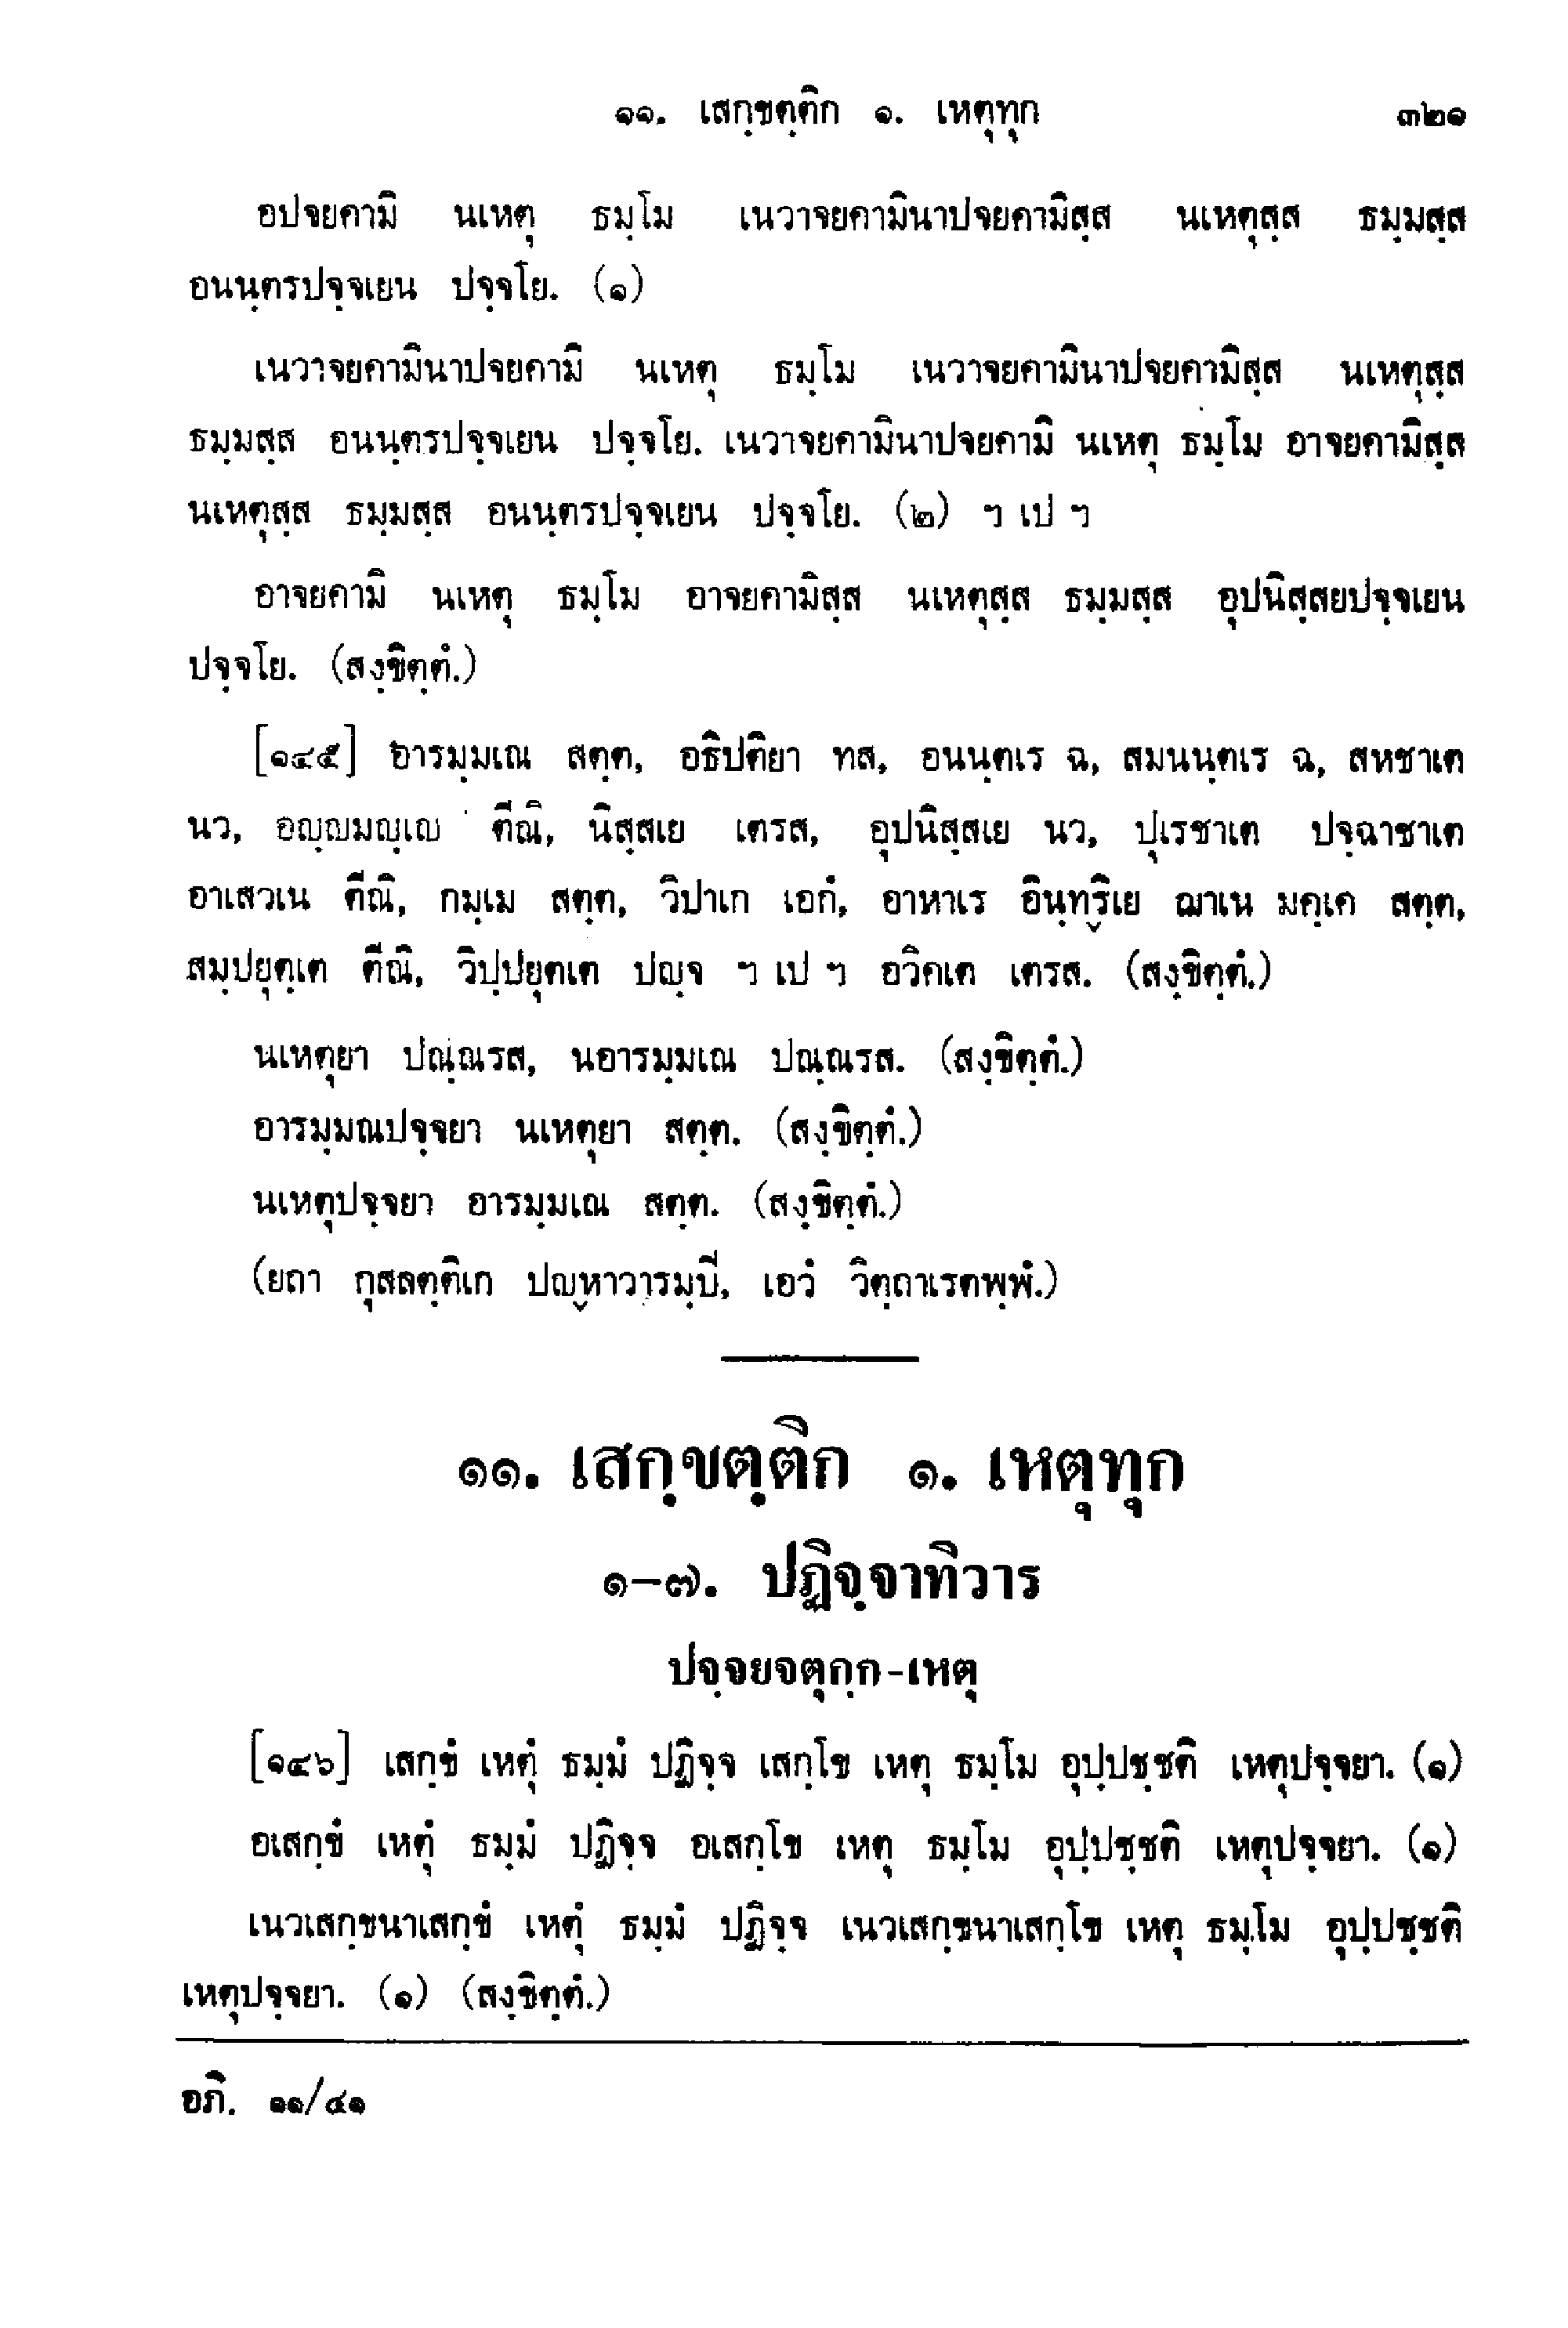 ๑๑. เสกฺขตฺติก ๑. เหตุทุก ๓๒๑
อปจยคามิ นเหตุ ธมฺโม เนวาจยคามินาปจยคามิสฺส นเหตุสฺส ธมฺมสฺส
อนนฺตรปจฺจเยน ปจฺจโย. (๑)
เนวาจยคามินาปจยคามิ นเหตุ ธมฺโม เนวาจยคามินาปจยคามิสฺส นเหตุสฺส
ธมฺมสฺส อนนฺตรปจฺจเยน ปจฺจโย. เนวาจยคามินาปจยคามิ นเหตุ ธมฺโม อาจยคามิสฺส
นเหตุสฺส ธมฺมสฺส อนนฺตรปจฺจเยน ปจฺจโย. (๒) ฯ เป ฯ
อาจยคามิ นเหตุ ธมฺโม อาจยคามิสฺส นเหตุสฺส ธมฺมสฺส อุปนิสฺสยปจฺจเยน
ปจฺจโย. (สงฺขิตฺตํ.)
[๑๔๕] อารมฺมเณ สตฺต, อธิปติยา ทส, อนนฺตเร ฉ, สมนนฺตเร ฉ, สหชาเต
นว, อญฺญมญฺเญ ตีณิ, นิสฺสเย เตรส, อุปนิสฺสเย นว, ปุเรชาเต ปจฺฉาชาเต
อาเสวเน ตีณิ, กมฺเม สตฺต, วิปาเก เอกํ, อาหาเร อินฺทฺริเย ฌาเน มคฺเค สตฺต,
สมฺปยุตฺเต ตีณิ, วิปฺปยุตเต ปญฺจ ฯ เป ฯ อวิคเต เตรส. (สงฺขิตฺตํ.)
นเหตุยา ปณฺณรส, นอารมฺมเณ ปณฺณรส. (สงฺขิตฺตํ.)
อารมฺมณปจฺจยา นเหตุยา สตฺต. (สงฺขิตฺตํ.)
นเหตุปจฺจยา อารมฺมเณ สตฺต. (สงฺขิตฺตํ.)
(ยถา กุสลตฺติเก ปญฺหาวารมฺปิ, เอวํ วิตฺถาเรตพฺพํ.)
๑๑. เสกฺขตฺติก ๑. เหตุทุก
๑-๗. ปฏิจฺจาทิวาร
ปจฺจยจตุกฺก-เหตุ
[๑๔๖] เสกฺขํ เหตุํ ธมฺมํ ปฏิจฺจ เสกฺโข เหตุ ธมฺโม อุปฺปชฺชติ เหตุปจฺจยา. (๑)
อเสกฺขํ เหตุํ ธมฺมํ ปฏิจฺจ อเสกฺโข เหตุ ธมฺโม อุปฺปชฺชติ เหตุปจฺจยา. (๑)
เนวเสกฺขนาเสกฺขํ เหตุํ ธมฺมํ ปฏิจฺจ เนวเสกฺขนาเสกฺโข เหตุ ธมฺโม อุปฺปชฺชติ
เหตุปจฺจยา. (๑) (สงฺขิตฺตํ.)
อภิ. ๑๑/๔๑